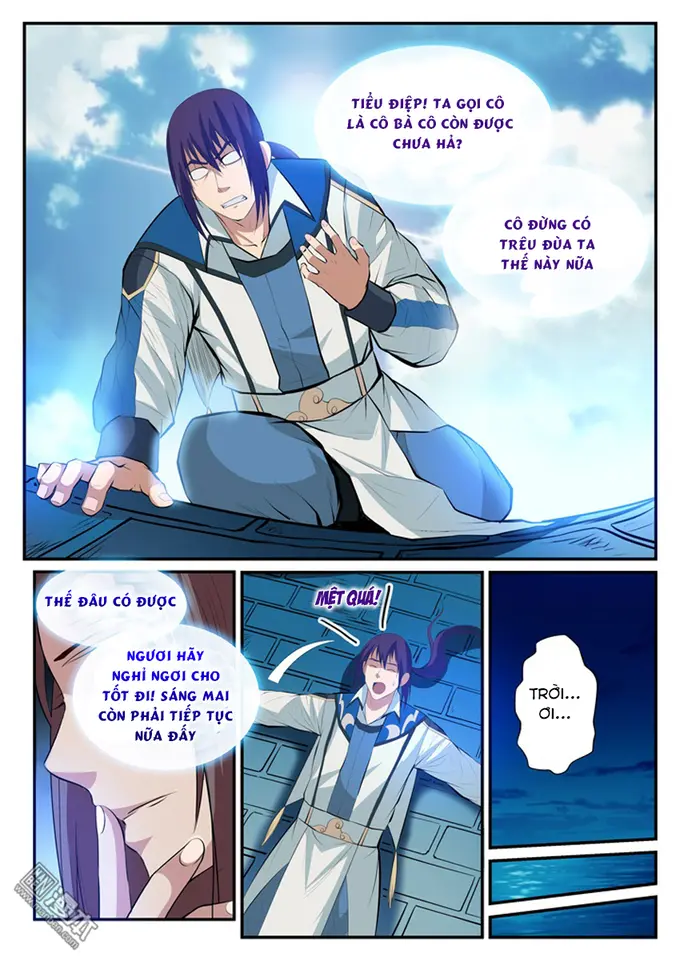 TIỂU ĐIỆP! TA GỌI CÔ
LÀ CÔ BÀ CÔ CÒN ĐƯỢC
CHƯA HẢ?
CÔ ĐỪNG CÓ
TRÊU ĐÙA TA
THẾ NÀY NỮA
THẾ ĐÂU CÓ ĐƯỢC
NGƯƠI HÃY
NGHỈ NGƠI CHO
TỐT ĐI! SÁNG MAI
CÒN PHẢI TIẾP TỤC
NỮA ĐẤY
MỆT QUÁ!
TRỜI...
ƠI...